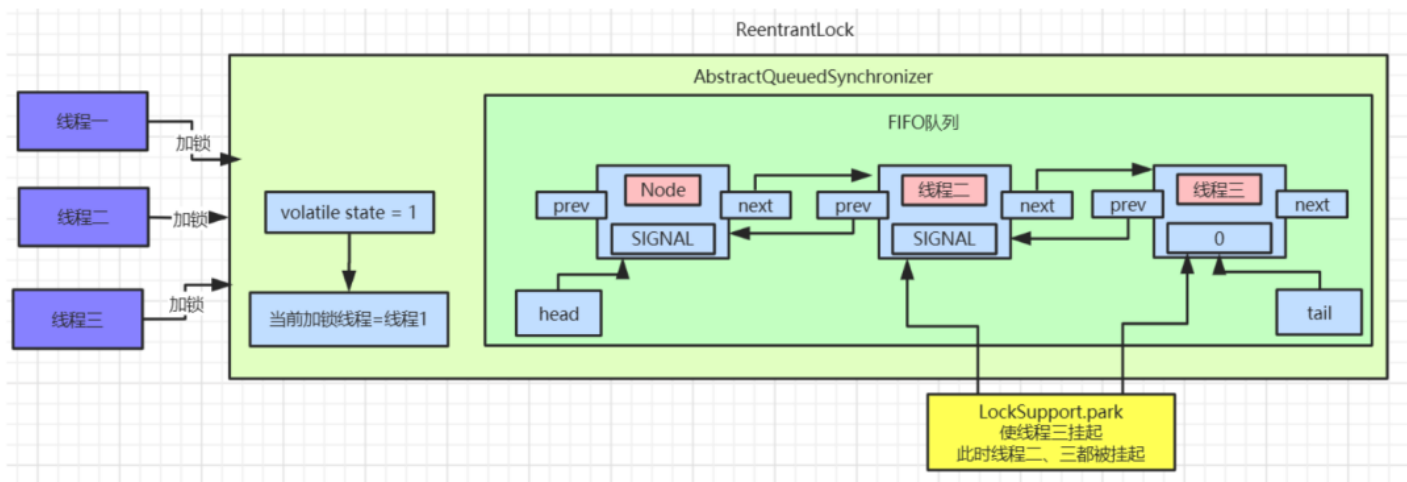 ReentrantLock
AbstractQueuedSynchronizer
FIFO队列
线程一
加锁
线程二
加锁
线程三
加锁
volatile state = 1
当前加锁线程=线程1
Node
prev
next
SIGNAL
线程二
prev
next
SIGNAL
线程三
prev
next
0
head
tail
LockSupport.park
使线程三挂起
此时线程二、三都被挂起